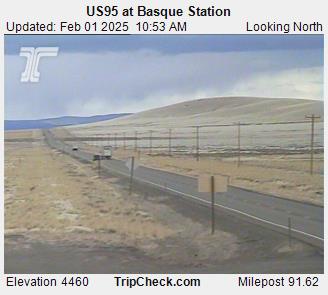 US95 at Basque Station
Updated: Feb 01 2025 10:53 AM Looking North
Elevation 4460 TripCheck.com Milepost 91.62